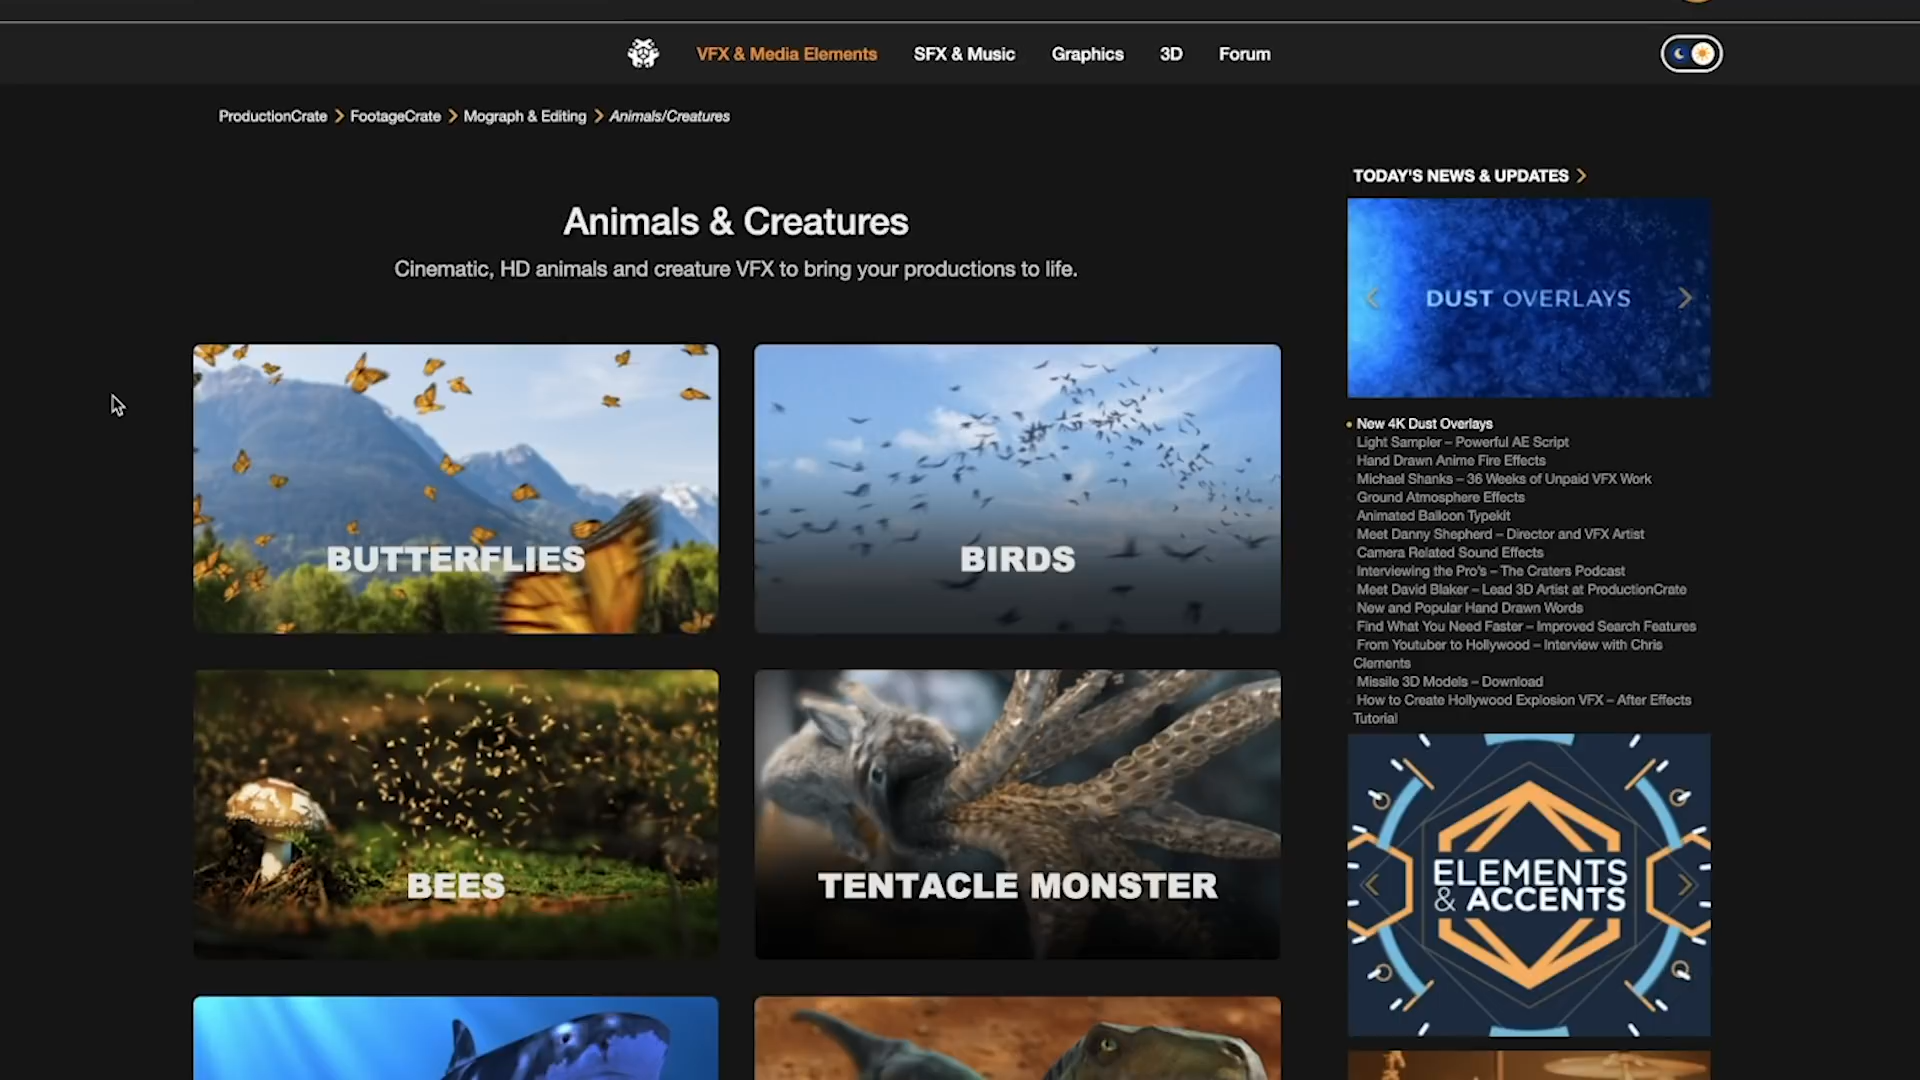 VFX & Media Elements SFX & Music Graphics 3D Forum
ProductionCrate FootageCrate Mograph & Editing Animals/Creatures
Animals & Creatures
Cinematic, HD animals and creature VFX to bring your productions to life.
BUTTERFLIES
BIRDS
BEES
TENTACLE MONSTER
TODAY'S NEWS & UPDATES
DUST OVERLAYS
New 4K Dust Overlays
Light Sampler – Powerful AE Script
Hand Drawn Anime Fire Effects
Michael Shanks – 36 Weeks of Unpaid VFX Work
Ground Atmosphere Effects
Animated Balloon Typekit
Meet Danny Shepherd – Director and VFX Artist
Camera Related Sound Effects
Interviewing the Pro's – The Craters Podcast
Meet David Blaker – Lead 3D Artist at ProductionCrate
New and Popular Hand Drawn Words
Find What You Need Faster – Improved Search Features
From Youtuber to Hollywood – Interview with Chris
Clements
Missile 3D Models – Download
How to Create Hollywood Explosion VFX – After Effects
Tutorial
ELEMENTS
& ACCENTS